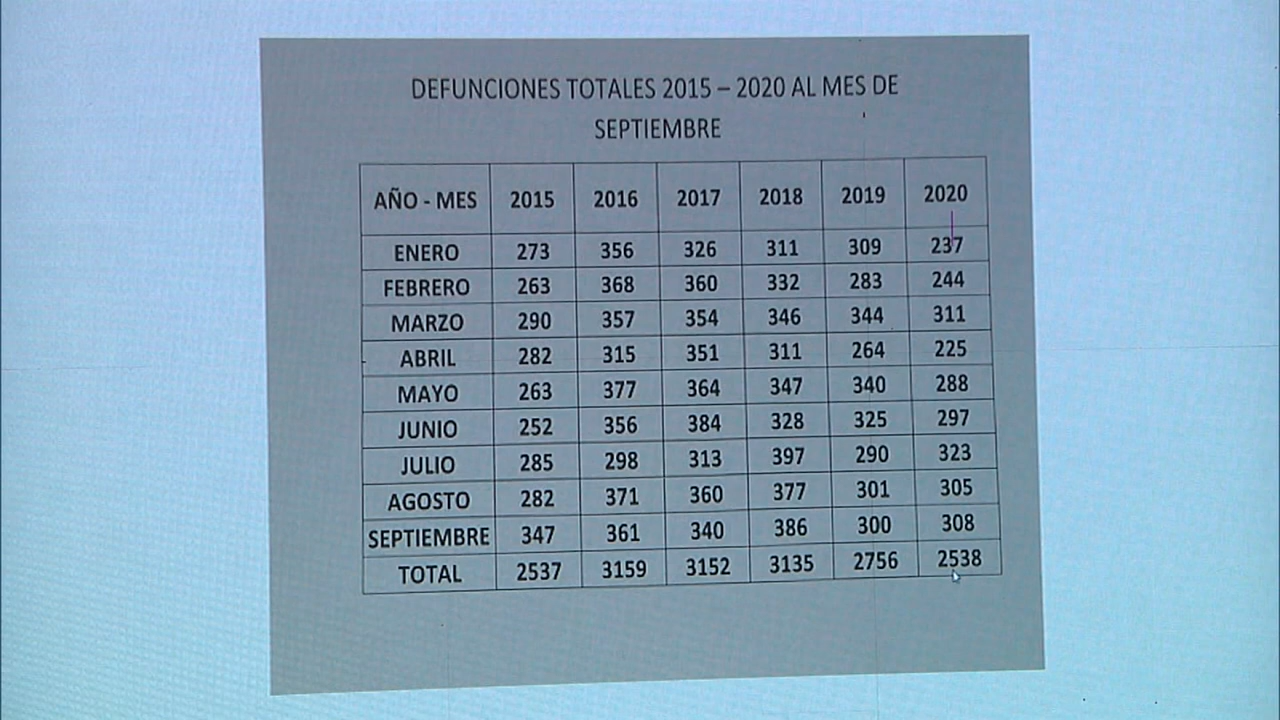 DEFUNCIONES TOTALES 2015 – 2020 AL MES DE
SEPTIEMBRE
AÑO - MES 2015 2016 2017 2018 2019 2020
ENERO 273 356 326 311 309 237
FEBRERO 263 368 360 332 283 244
MARZO 290 357 354 346 344 311
ABRIL 282 315 351 311 264 225
MAYO 263 377 364 347 340 288
JUNIO 252 356 384 328 325 297
JULIO 285 298 313 397 290 323
AGOSTO 282 371 360 377 301 305
SEPTIEMBRE 347 361 340 386 300 308
TOTAL 2537 3159 3152 3135 2756 2538